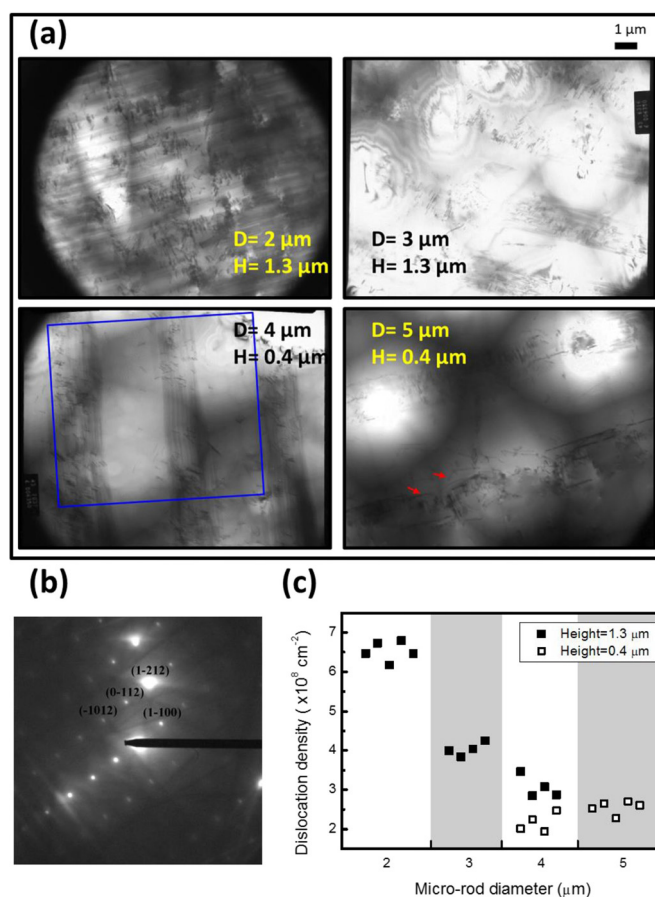 (a)
1 μm
D= 2 μm
H= 1.3 μm
D= 3 μm
H= 1.3 μm
D= 4 μm
H= 0.4 μm
D= 5 μm
H= 0.4 μm
(b)
(1-212)
(0-112)
(-1012)
(1-100)
(c)
Height=1.3 μm
Height=0.4 μm
Dislocation density ( x10⁸ cm⁻²)
7
6
5
4
3
2
2
3
4
5
Micro-rod diameter (μm)